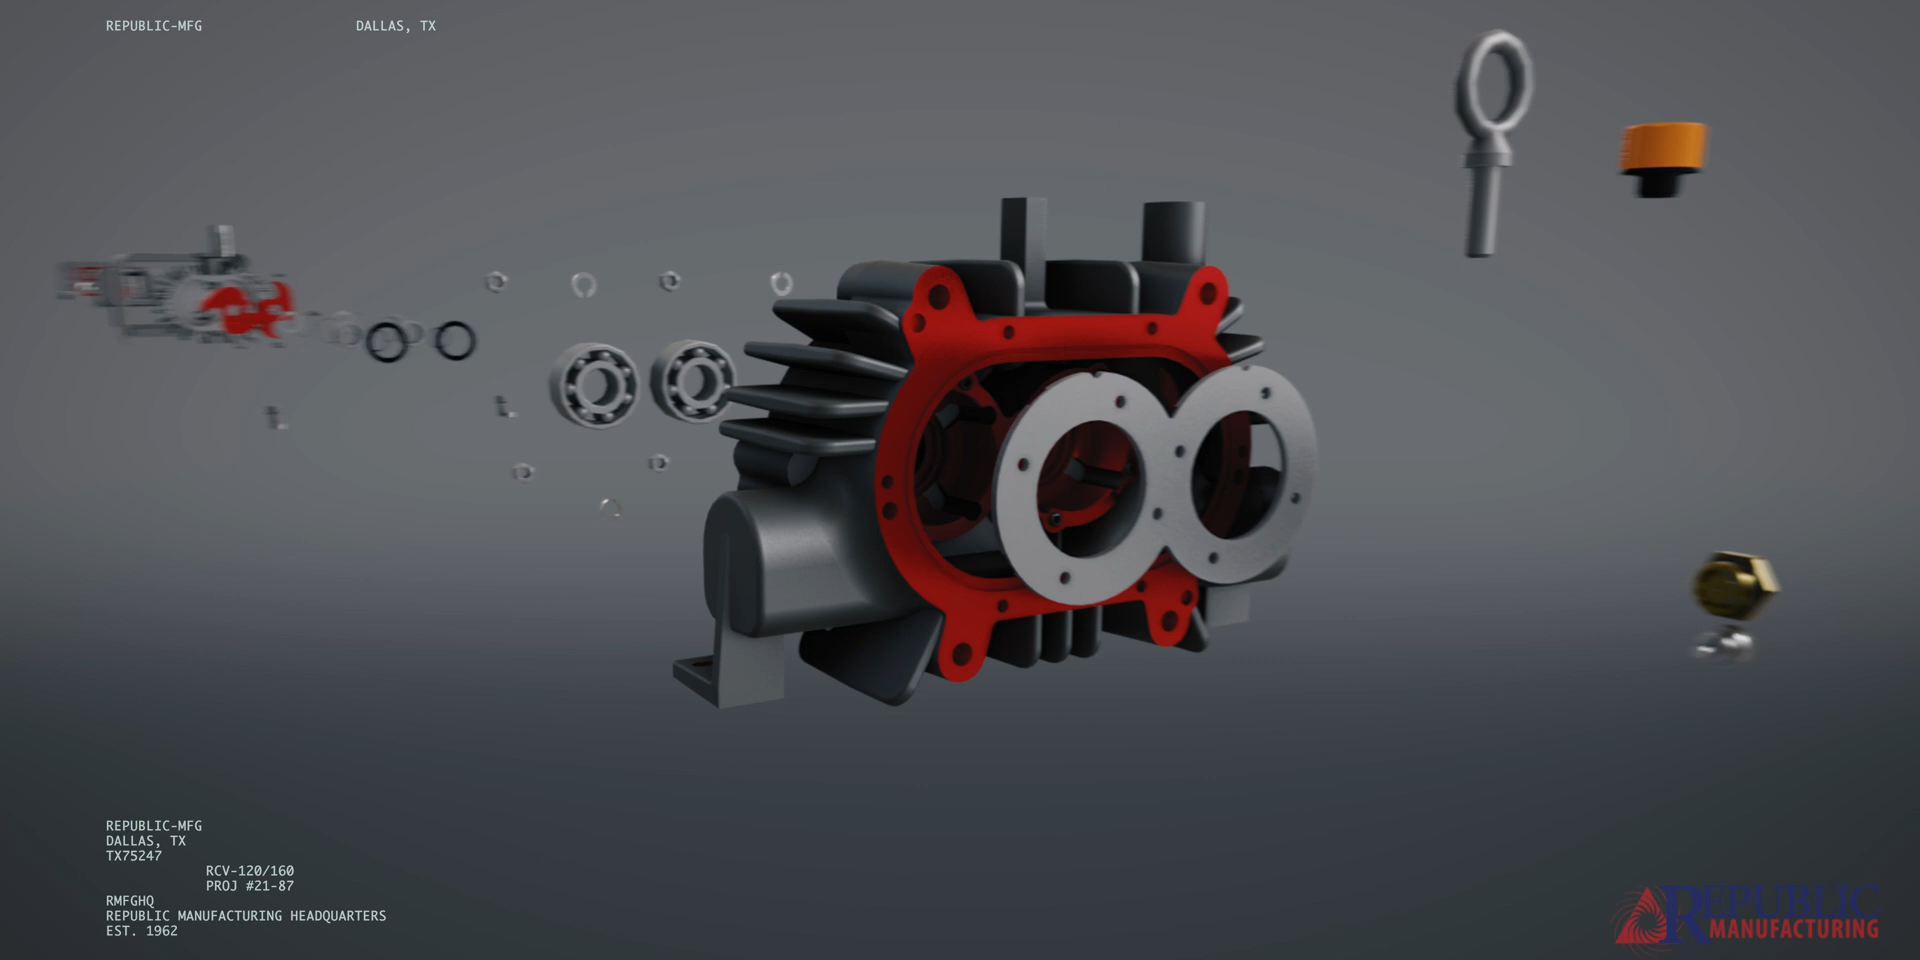 REPUBLIC-MFG DALLAS, TX
REPUBLIC-MFG
DALLAS, TX
TX75247
RCV-120/160
PROJ #21-87
RMFGHQ
REPUBLIC MANUFACTURING HEADQUARTERS
EST. 1962
REPUBLIC
MANUFACTURING